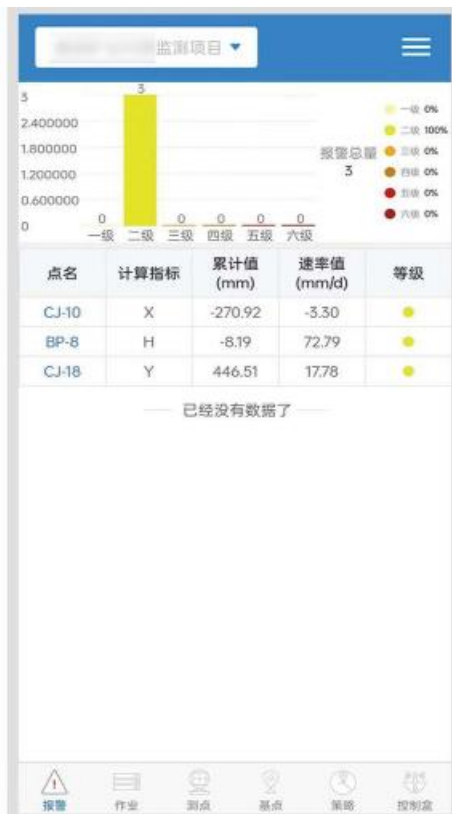 监测项目
3
3
2.400000
1.800000
1.200000
0.600000
0
0
0
0
0
0
一级 二级 三级 四级 五级 六级
报警总量
3
一级 0%
二级 100%
三级 0%
四级 0%
五级 0%
六级 0%
点名 计算指标 累计值(mm) 速率值(mm/d) 等级
CJ-10 X -270.92 -3.30
BP-8 H -8.19 72.79
CJ-18 Y 446.51 17.78
已经没有数据了
报警 作业 测点 基点 策略 控制盒